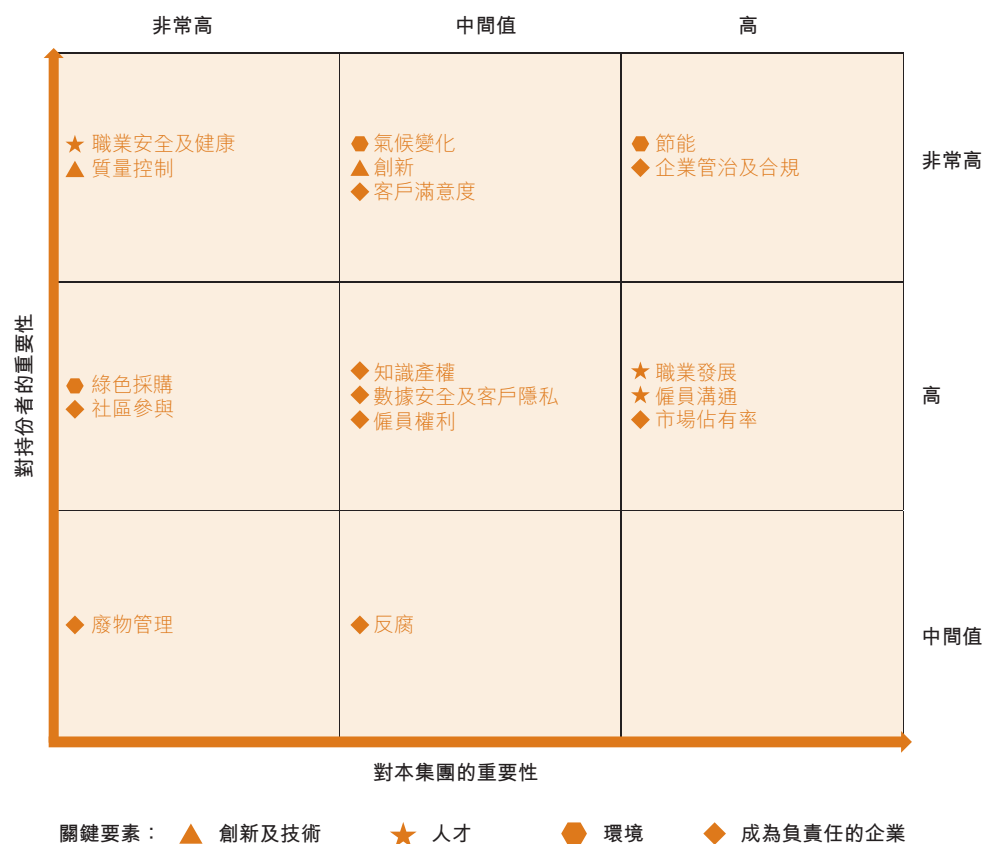 非常高
中間值
高
職業安全及健康
質量控制
氣候變化
創新
客戶滿意度
節能
企業管治及合規
非常高
綠色採購
社區參與
知識產權
數據安全及客戶隱私
僱員權利
職業發展
僱員溝通
市場佔有率
高
對持份者的重要性
廢物管理
反腐
中間值
對本集團的重要性
關鍵要素： 創新及技術 人才 環境 成為負責任的企業